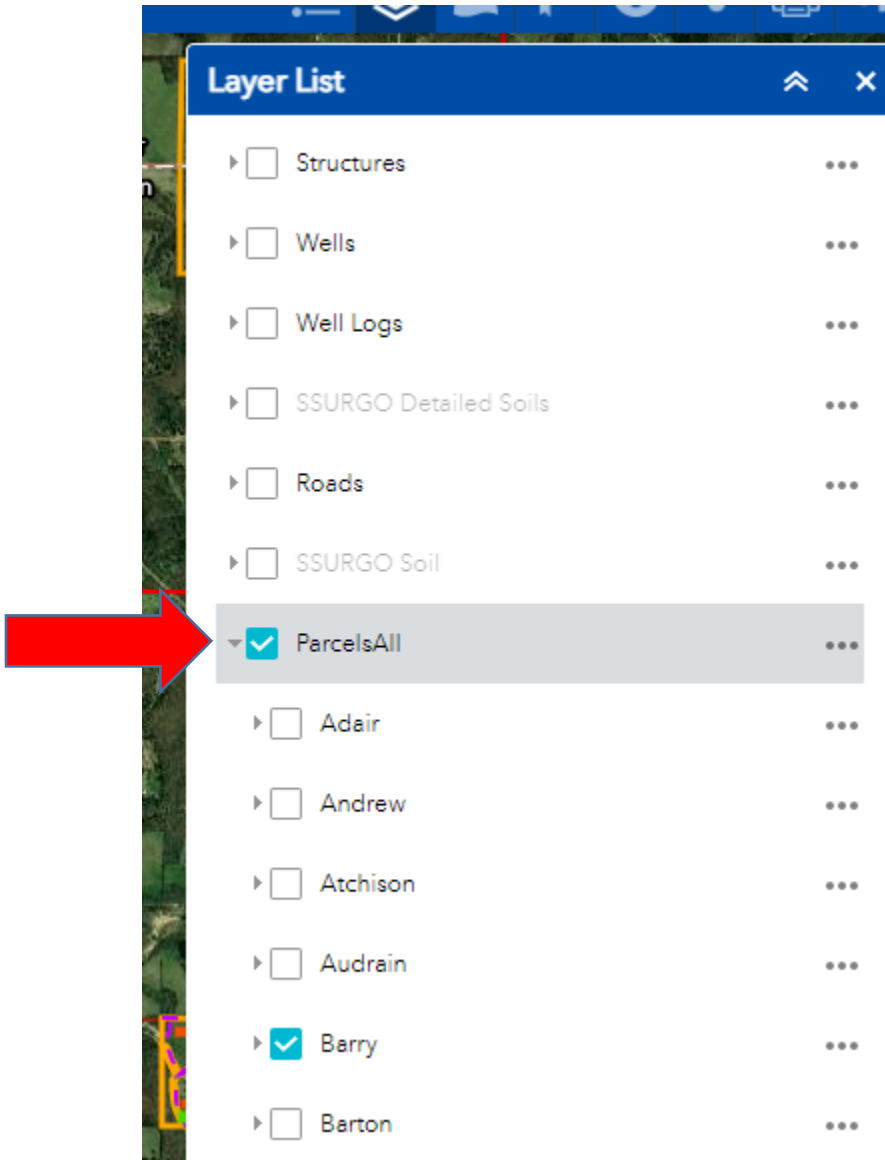 Layer List
Structures
Wells
Well Logs
SSURGO Detailed Soils
Roads
SSURGO Soil
ParcelsAll
Adair
Andrew
Atchison
Audrain
Barry
Barton